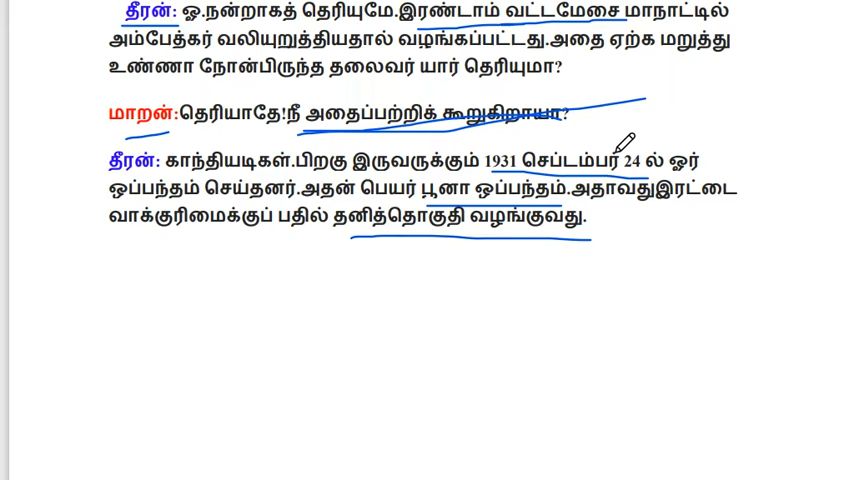 தீரன்: ஓ.நன்றாகத் தெரியுமே.இரண்டாம் வட்டமேசை மாநாட்டில்
அம்பேத்கர் வலியுறுத்தியதால் வழங்கப்பட்டது.அதை ஏற்க மறுத்து
உண்ணா நோன்பிருந்த தலைவர் யார் தெரியுமா?
மாறன்:தெரியாதே!நீ அதைப்பற்றிக் கூறுகிறாயா?
தீரன்: காந்தியடிகள்.பிறகு இருவருக்கும் 1931 செப்டம்பர் 24 ல் ஓர்
ஒப்பந்தம் செய்தனர்.அதன் பெயர் பூனா ஒப்பந்தம்.அதாவதுஇரட்டை
வாக்குரிமைக்குப் பதில் தனித்தொகுதி வழங்குவது.